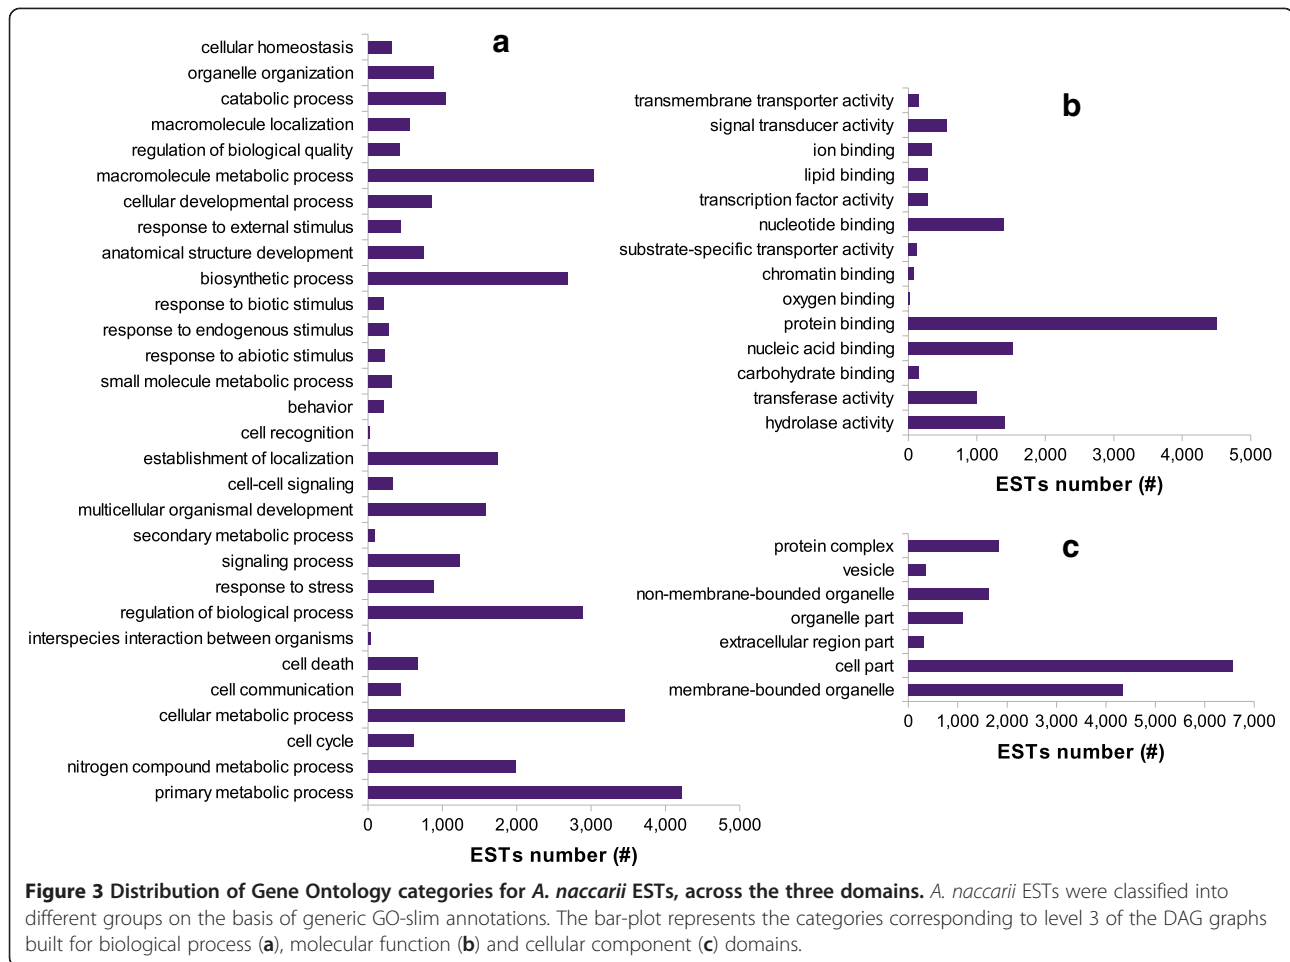 a
cellular homeostasis
organelle organization
catabolic process
macromolecule localization
regulation of biological quality
macromolecule metabolic process
cellular developmental process
response to external stimulus
anatomical structure development
biosynthetic process
response to biotic stimulus
response to endogenous stimulus
response to abiotic stimulus
small molecule metabolic process
behavior
cell recognition
establishment of localization
cell-cell signaling
multicellular organismal development
secondary metabolic process
signaling process
response to stress
regulation of biological process
interspecies interaction between organisms
cell death
cell communication
cellular metabolic process
cell cycle
nitrogen compound metabolic process
primary metabolic process
0 1,000 2,000 3,000 4,000 5,000
ESTs number (#)
b
transmembrane transporter activity
signal transducer activity
ion binding
lipid binding
transcription factor activity
nucleotide binding
substrate-specific transporter activity
chromatin binding
oxygen binding
protein binding
nucleic acid binding
carbohydrate binding
transferase activity
hydrolase activity
0 1,000 2,000 3,000 4,000 5,000
ESTs number (#)
c
protein complex
vesicle
non-membrane-bounded organelle
organelle part
extracellular region part
cell part
membrane-bounded organelle
0 1,000 2,000 3,000 4,000 5,000 6,000 7,000
ESTs number (#)
Figure 3 Distribution of Gene Ontology categories for A. naccarii ESTs, across the three domains. A. naccarii ESTs were classified into
different groups on the basis of generic GO-slim annotations. The bar-plot represents the categories corresponding to level 3 of the DAG graphs
built for biological process (a), molecular function (b) and cellular component (c) domains.